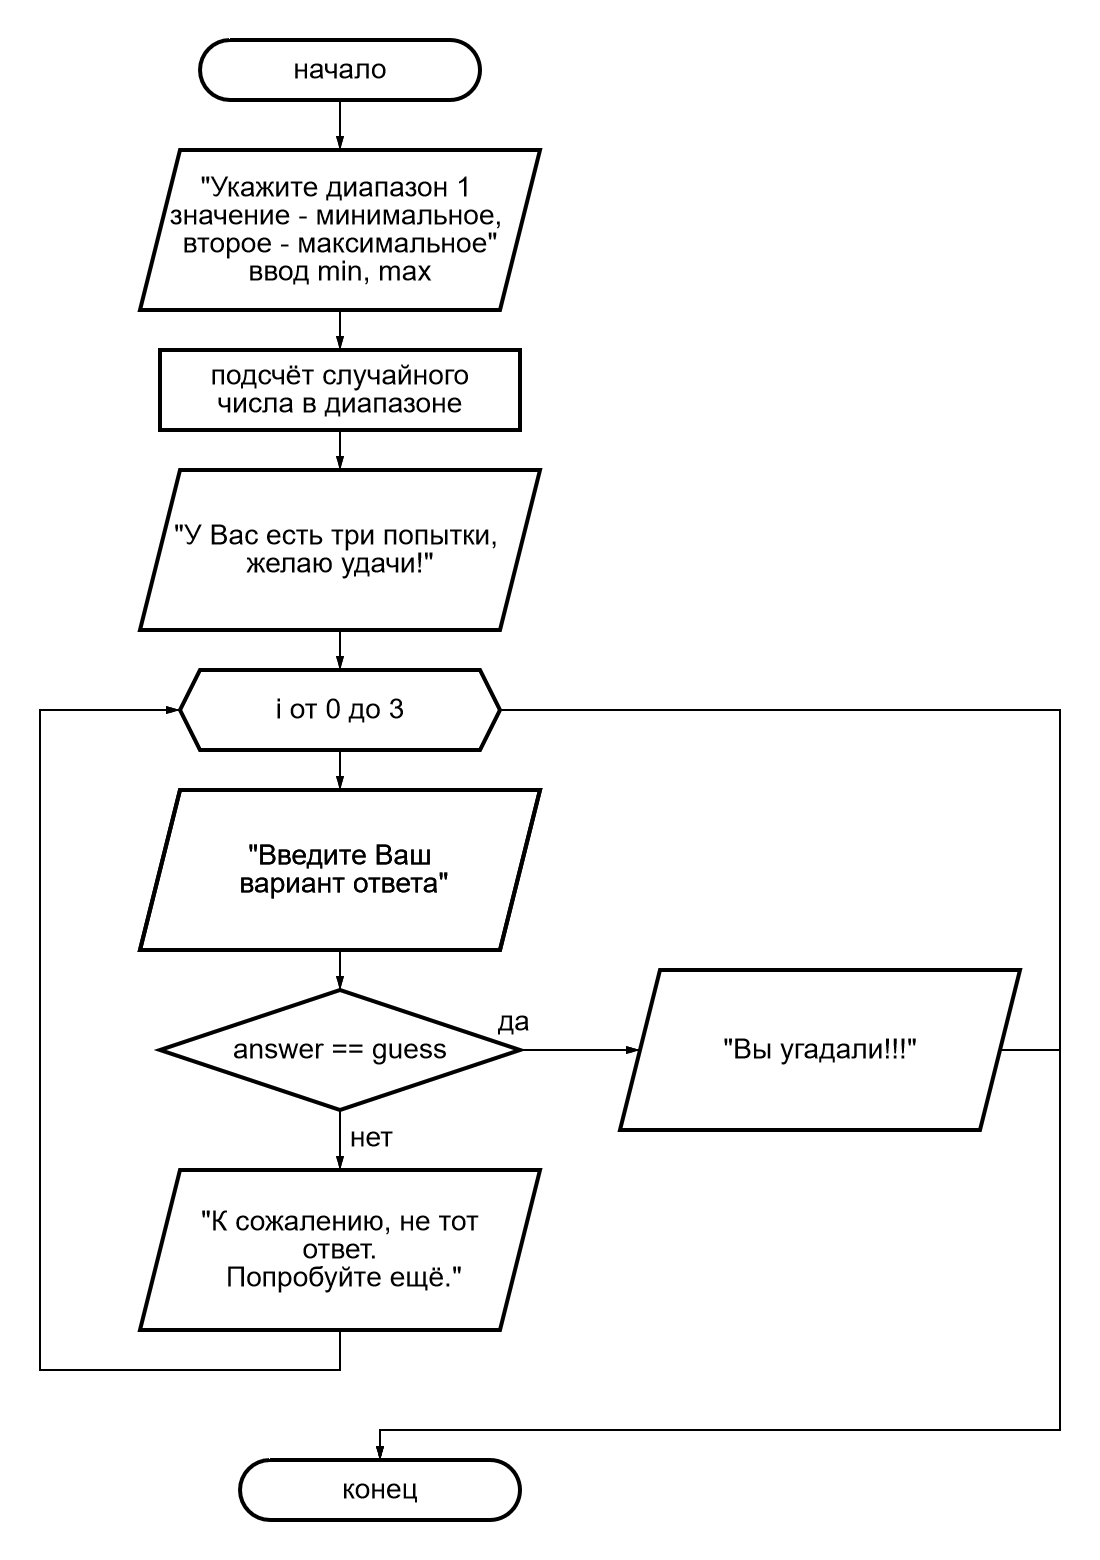 начало
"Укажите диапазон 1
значение - минимальное,
второе - максимальное"
ввод min, max
подсчёт случайного
числа в диапазоне
"У Вас есть три попытки,
желаю удачи!"
i от 0 до 3
"Введите Ваш
вариант ответа"
answer == guess
да
"Вы угадали!!!"
нет
"К сожалению, не тот
ответ.
Попробуйте ещё."
конец